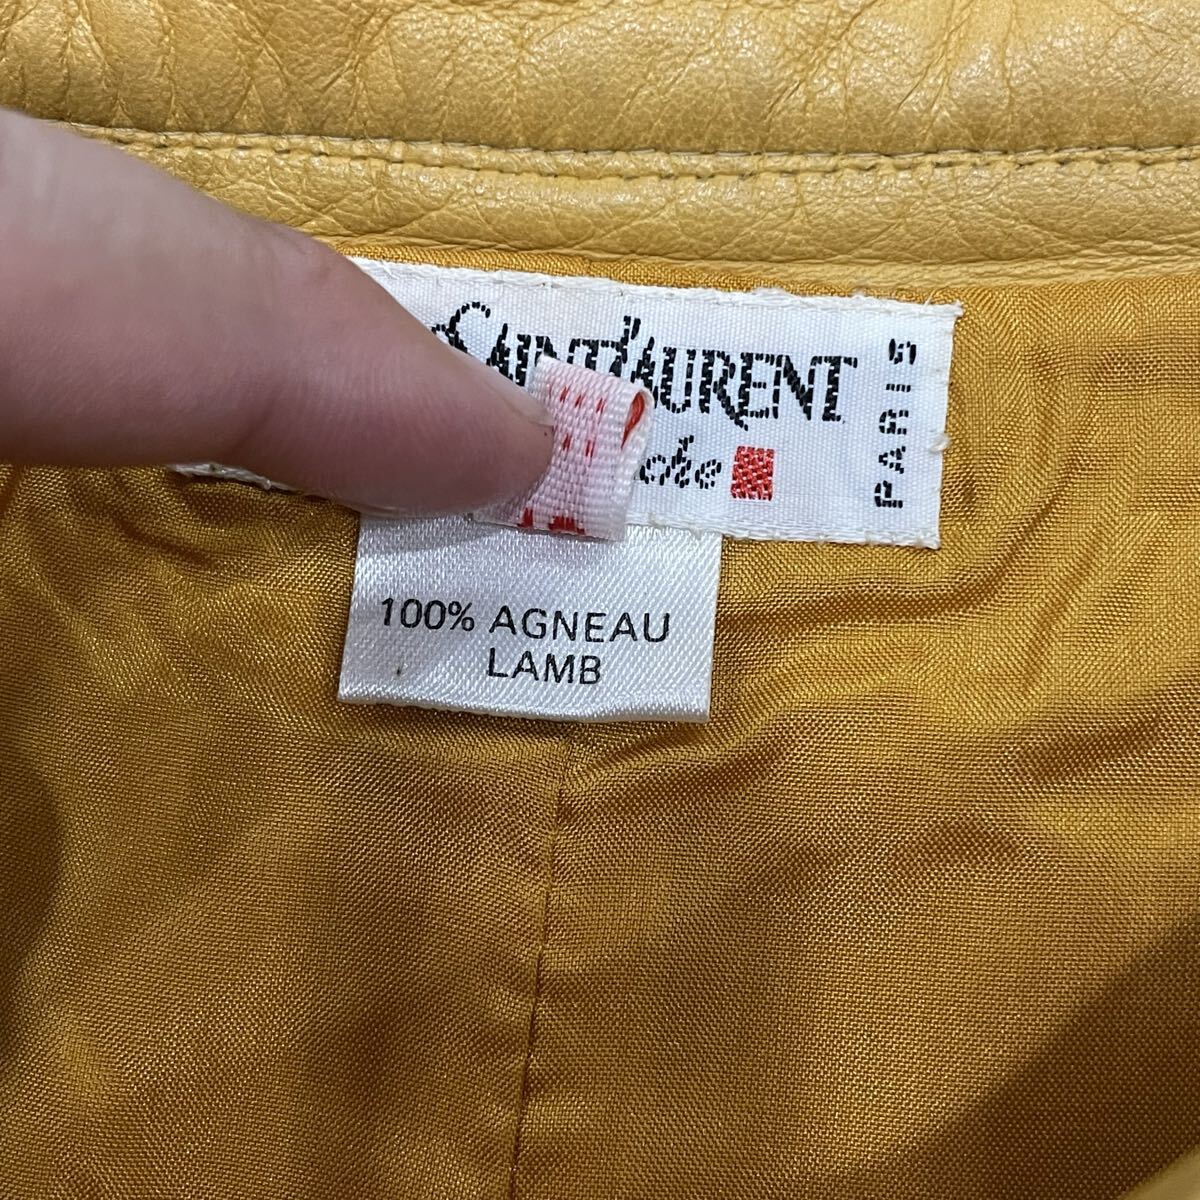 SAINT LAURENT
PARIS
100% AGNEAU
LAMB